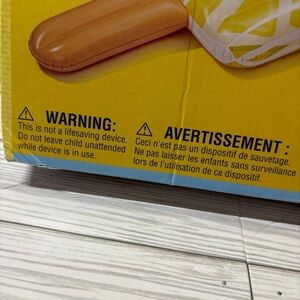 ⚠ WARNING:
This is not a lifesaving device.
Do not leave child unattended
while device is in use.
⚠ AVERTISSEMENT :
Ceci n'est pas un dispositif de sauvetage.
Ne pas laisser les enfants sans surveillance
lors de l'utilisation de ce dispositif.